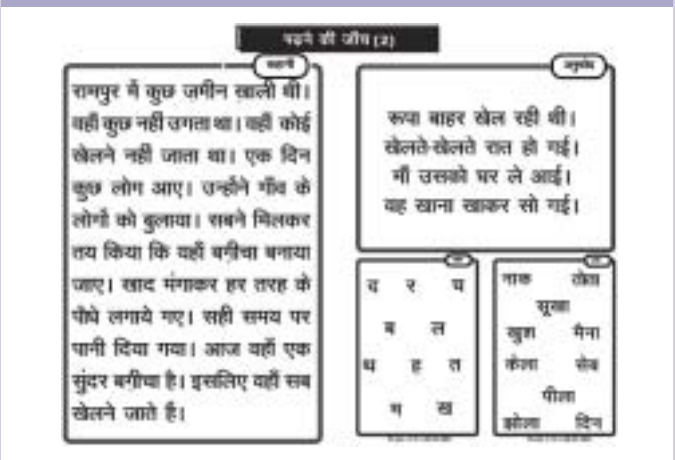 पढ़ने की जाँच (2)
कहानी
रामपुर में कुछ ज़मीन ख़ाली थी।
वहाँ कुछ नहीं उगता था। वहाँ कोई
खेलने नहीं जाता था। एक दिन
कुछ लोग आए। उन्होंने गाँव के
लोगों को बुलाया। सबने मिलकर
तय किया कि यहाँ बग़ीचा बनाया
जाए। खाद मंगाकर हर तरह के
पौधे लगाये गए। सही समय पर
पानी दिया गया। आज वहाँ एक
सुंदर बगीचा है। इसलिए वहाँ सब
खेलने जाते हैं।
अनुच्छेद
रूपा बाहर खेल रही थी।
खेलते-खेलते रात हो गई।
माँ उसको घर ले आई।
वह खाना खाकर सो गई।
द र
ब ल
ह त
ख
नाक तोता
सूखा
खुश मैना
केला सेब
पीला
झोला दिन